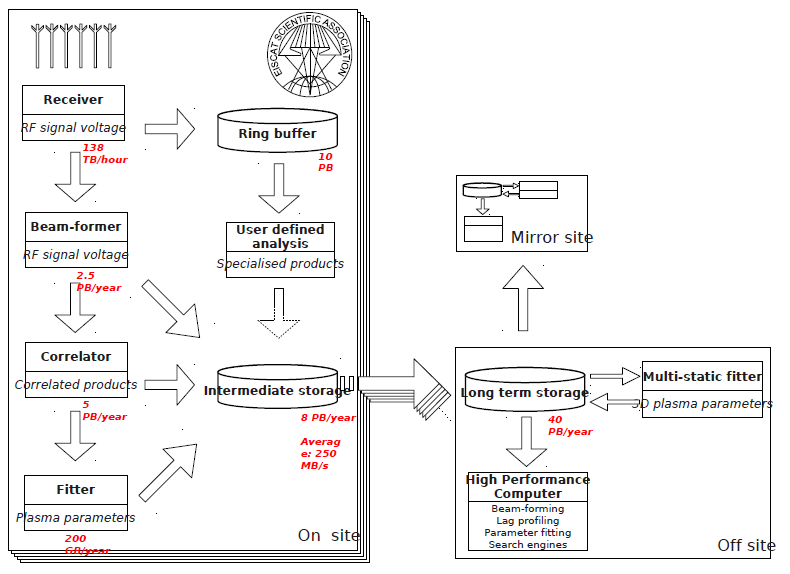 EISCAT SCIENTIFIC ASSOCIATION
Receiver
RF signal voltage
138
TB/hour
Ring buffer
10
PB
Beam-former
RF signal voltage
2.5
PB/year
User defined
analysis
Specialised products
Correlator
Correlated products
5
PB/year
Intermediate storage
8 PB/year
Averag
e: 250
MB/s
Fitter
Plasma parameters
200
GB/year
On site
Mirror site
Long term storage
40
PB/year
Multi-static fitter
3D plasma parameters
High Performance
Computer
Beam-forming
Lag profiling
Parameter fitting
Search engines
Off site